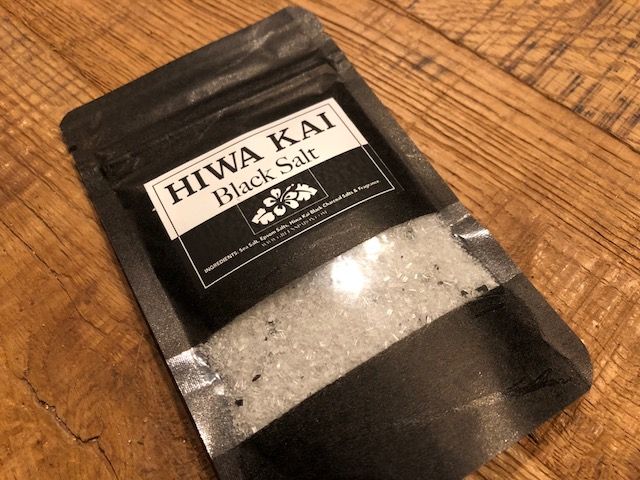 HIWA KAI
Black Salt
INGREDIENTS: Sea Salt, Epsom Salts, Hiwa Kai Black Charcoal Salts & Fragrance